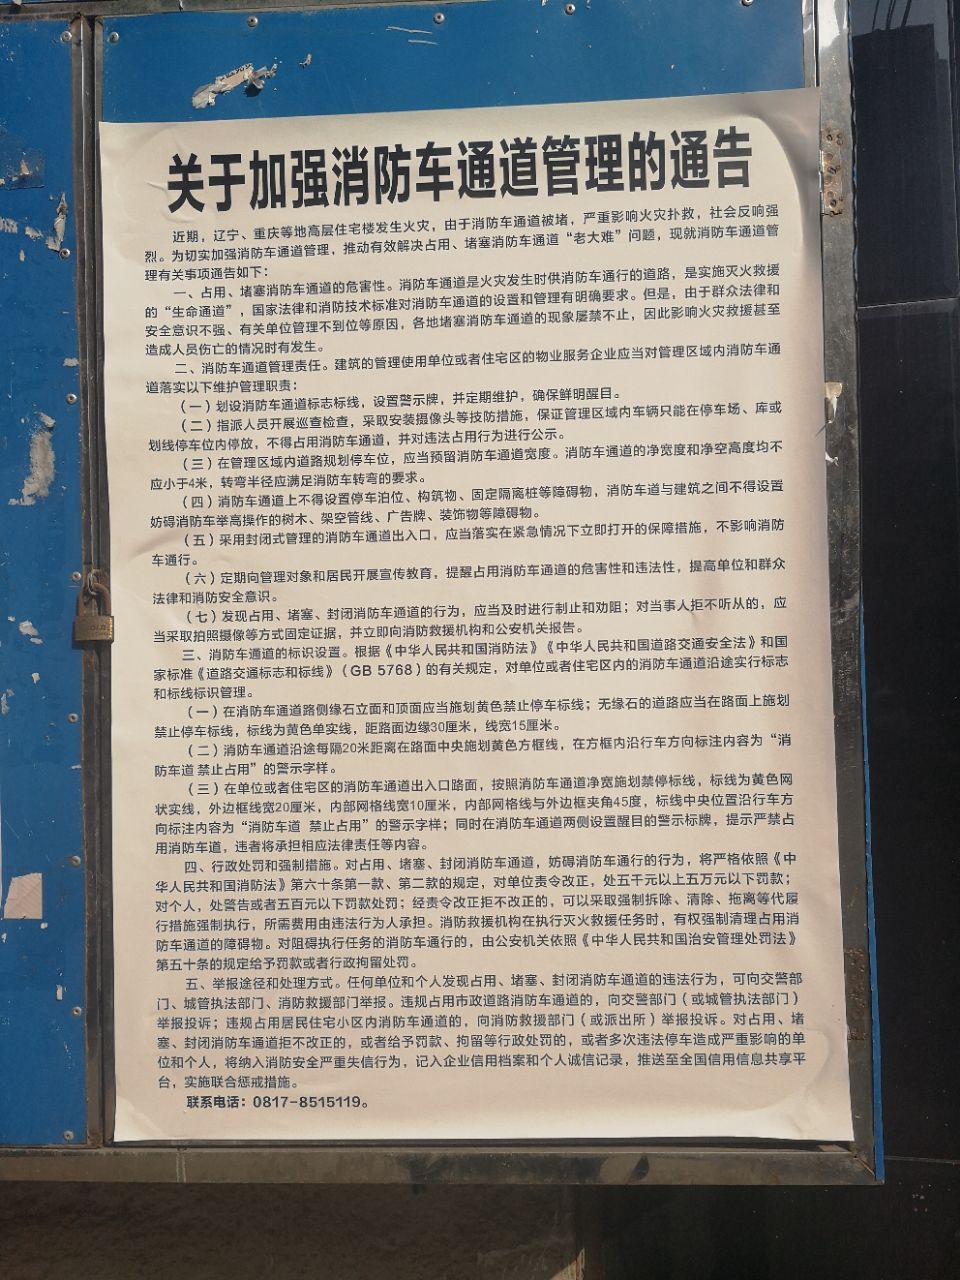 关于加强消防车通道管理的通告
近期，辽宁、重庆等地高层住宅楼发生火灾，由于消防车通道被堵，严重影响火灾扑救，社会反响强
烈。为切实加强消防车通道管理，推动有效解决占用、堵塞消防车通道“老大难”问题，现就消防车通道管
理有关事项通告如下：
一、占用、堵塞消防车通道的危害性。消防车通道是火灾发生时供消防车通行的道路，是实施灭火救援
的“生命通道”，国家法律和消防技术标准对消防车通道的设置和管理有明确要求。但是，由于群众法律和
安全意识不强、有关单位管理不到位等原因，各地堵塞消防车通道的现象屡禁不止，因此影响火灾救援甚至
造成人员伤亡的情况时有发生。
二、消防车通道管理责任。建筑的管理使用单位或者住宅区的物业服务企业应当对管理区域内消防车通
道落实以下维护管理职责：
（一）划设消防车通道标志标线，设置警示牌，并定期维护，确保鲜明醒目。
（二）指派人员开展巡查检查，采取安装摄像头等技防措施，保证管理区域内车辆只能在停车场、库或
划线停车位内停放，不得占用消防车通道，并对违法占用行为进行公示。
（三）在管理区域内道路规划停车位，应当预留消防车通道宽度。消防车通道的净宽度和净空高度均不
应小于4米，转弯半径应满足消防车转弯的要求。
（四）消防车通道上不得设置停车泊位、构筑物、固定隔离桩等障碍物，消防车道与建筑之间不得设置
妨碍消防车举高操作的树木、架空管线、广告牌、装饰物等障碍物。
（五）采用封闭式管理的消防车通道出入口，应当落实在紧急情况下立即打开的保障措施，不影响消防
车通行。
（六）定期向管理对象和居民开展宣传教育，提醒占用消防车通道的危害性和违法性，提高单位和群众
法律和消防安全意识。
（七）发现占用、堵塞、封闭消防车通道的行为，应当及时进行制止和劝阻；对当事人拒不听从的，应
当采取拍照摄像等方式固定证据，并立即向消防救援机构和公安机关报告。
三、消防车通道的标识设置。根据《中华人民共和国消防法》《中华人民共和国道路交通安全法》和国
家标准《道路交通标志和标线》（GB 5768）的有关规定，对单位或者住宅区内的消防车通道沿途实行标志
和标线标识管理。
（一）在消防车通道路侧缘石立面和顶面应当施划黄色禁止停车标线；无缘石的道路应当在路面上施划
禁止停车标线，标线为黄色单实线，距路面边缘30厘米，线宽15厘米。
（二）消防车通道沿途每隔20米距离在路面中央施划黄色方框线，在方框内沿行车方向标注内容为“消
防车道 禁止占用”的警示字样。
（三）在单位或者住宅区的消防车通道出入口路面，按照消防车通道净宽施划禁停标线，标线为黄色网
状实线，外边框线宽20厘米，内部网格线宽10厘米，内部网格线与外边框夹角45度，标线中央位置沿行车方
向标注内容为“消防车道 禁止占用”的警示字样；同时在消防车通道两侧设置醒目的警示标牌，提示严禁占
用消防车道，违者将承担相应法律责任等内容。
四、行政处罚和强制措施。对占用、堵塞、封闭消防车通道，妨碍消防车通行的行为，将严格依照《中
华人民共和国消防法》第六十条第一款、第二款的规定，对单位责令改正，处五千元以上五万元以下罚款；
对个人，处警告或者五百元以下罚款处罚；经责令改正拒不改正的，可以采取强制拆除、清除、拖离等代履
行措施强制执行，所需费用由违法行为人承担。消防救援机构在执行灭火救援任务时，有权强制清理占用消
防车通道的障碍物。对阻碍执行任务的消防车通行的，由公安机关依照《中华人民共和国治安管理处罚法》
第五十条的规定给予罚款或者行政拘留处罚。
五、举报途径和处理方式。任何单位和个人发现占用、堵塞、封闭消防车通道的违法行为，可向交警部
门、城管执法部门、消防救援部门举报。违规占用市政道路消防车通道的，向交警部门（或城管执法部门）
举报投诉；违规占用居民住宅小区内消防车通道的，向消防救援部门（或派出所）举报投诉。对占用、堵
塞、封闭消防车通道拒不改正的，或者给予罚款、拘留等行政处罚的，或者多次违法停车造成严重影响的单
位和个人，将纳入消防安全严重失信行为，记入企业信用档案和个人诚信记录，推送至全国信用信息共享平
台，实施联合惩戒措施。
联系电话：0817-8515119。